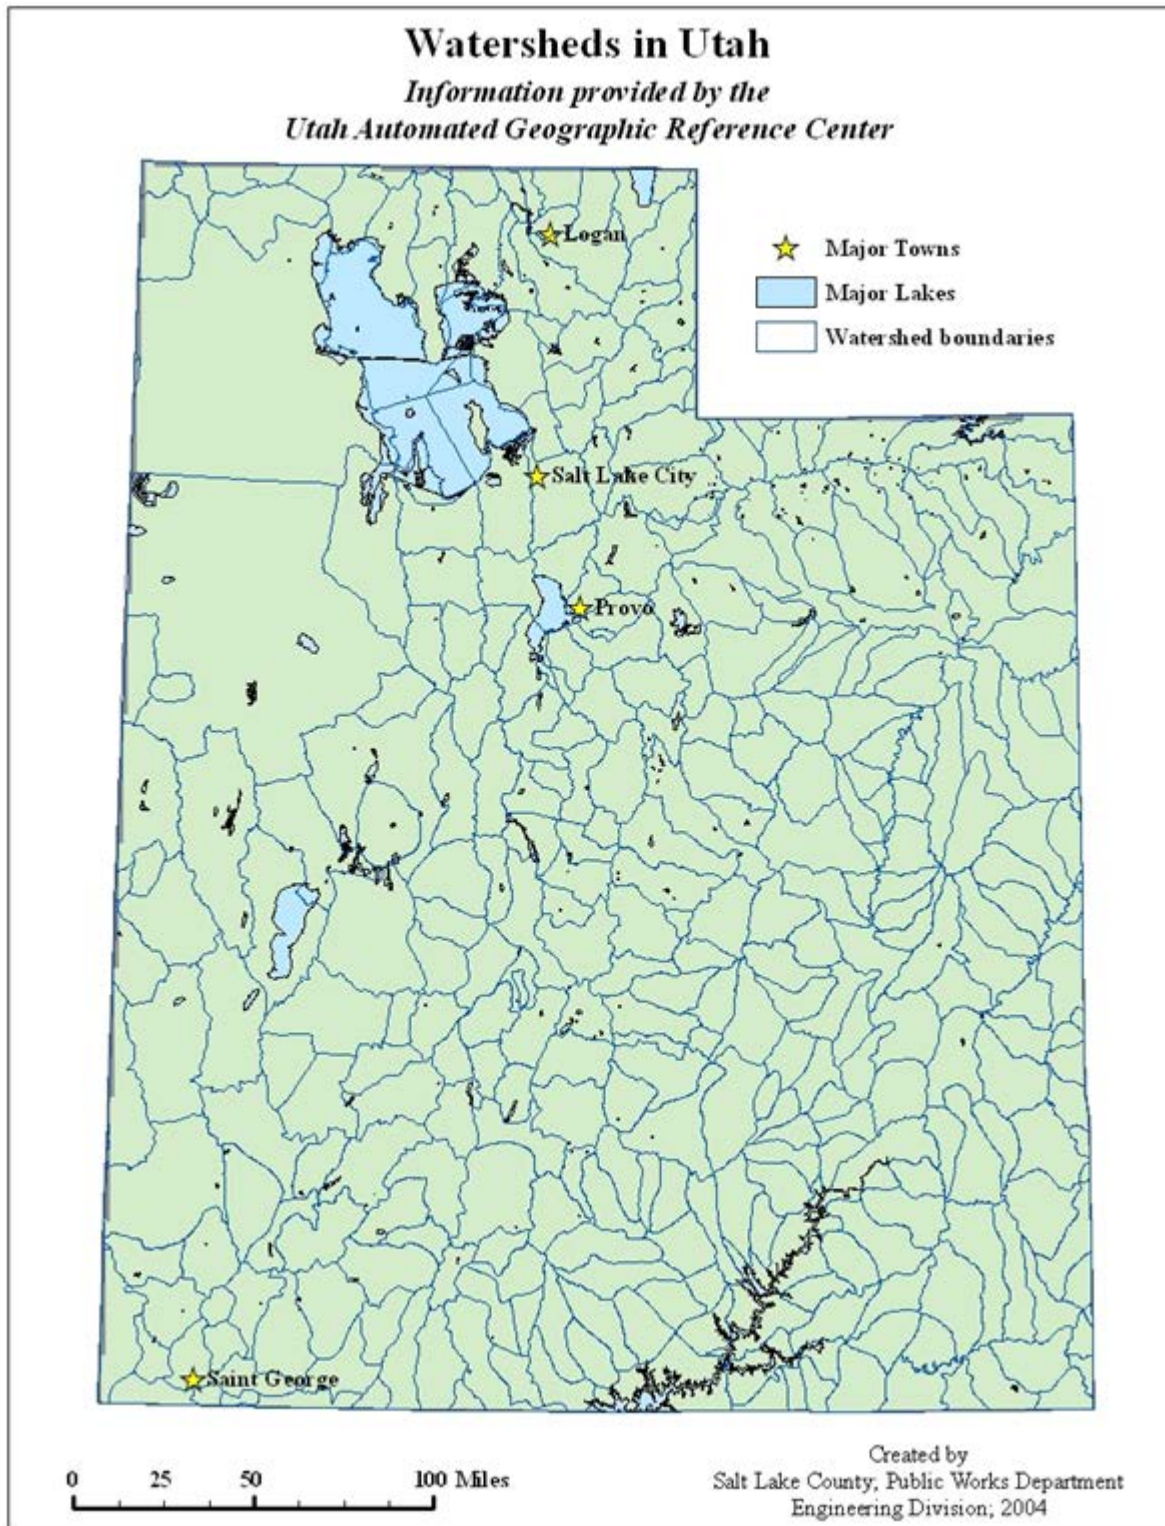 Watersheds in Utah
Information provided by the
Utah Automated Geographic Reference Center
Logan
Major Towns
Major Lakes
Watershed boundaries
Salt Lake City
Provo
Saint George
0 25 50 100 Miles
Created by
Salt Lake County, Public Works Department
Engineering Division; 2004